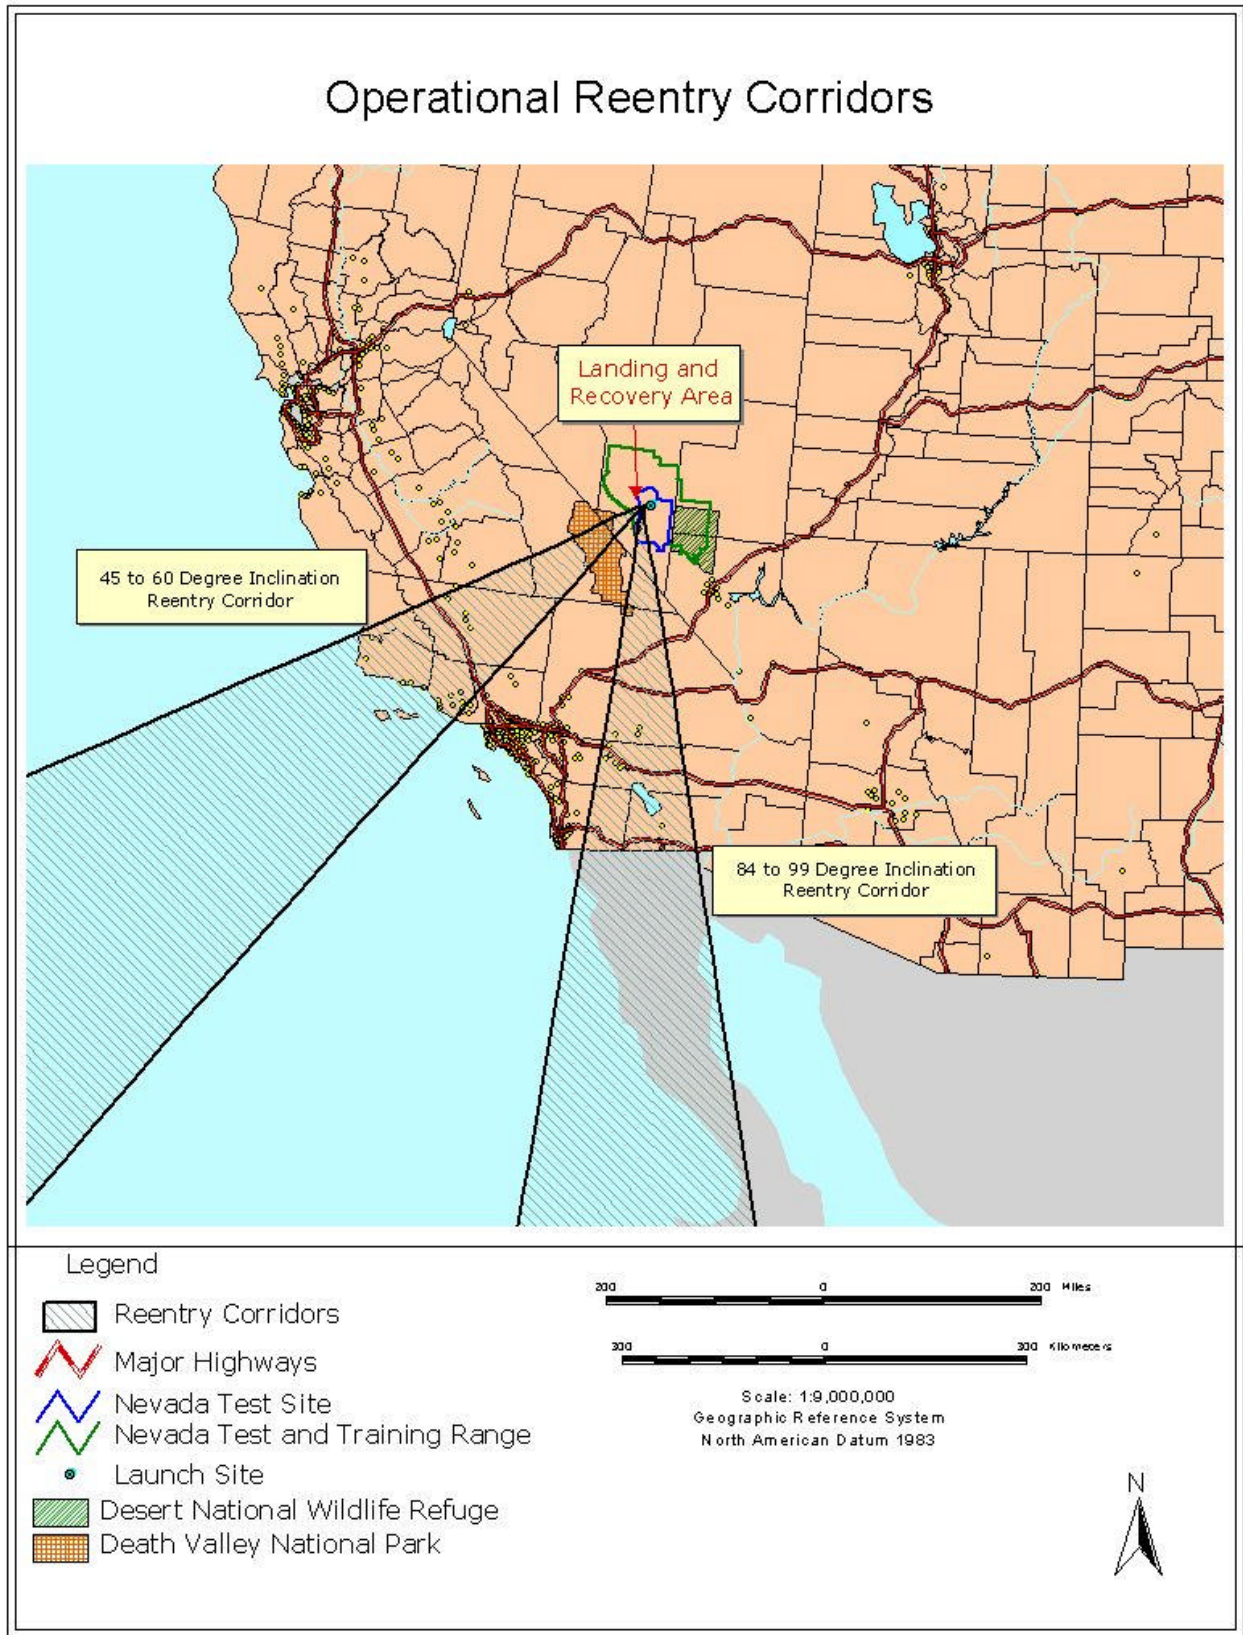 Operational Reentry Corridors
Landing and
Recovery Area
45 to 60 Degree Inclination
Reentry Corridor
84 to 99 Degree Inclination
Reentry Corridor
Legend
Reentry Corridors
Major Highways
Nevada Test Site
Nevada Test and Training Range
Launch Site
Desert National Wildlife Refuge
Death Valley National Park
200 0 200 Miles
300 0 300 Kilometers
Scale: 1:9,000,000
Geographic Reference System
North American Datum 1983
N